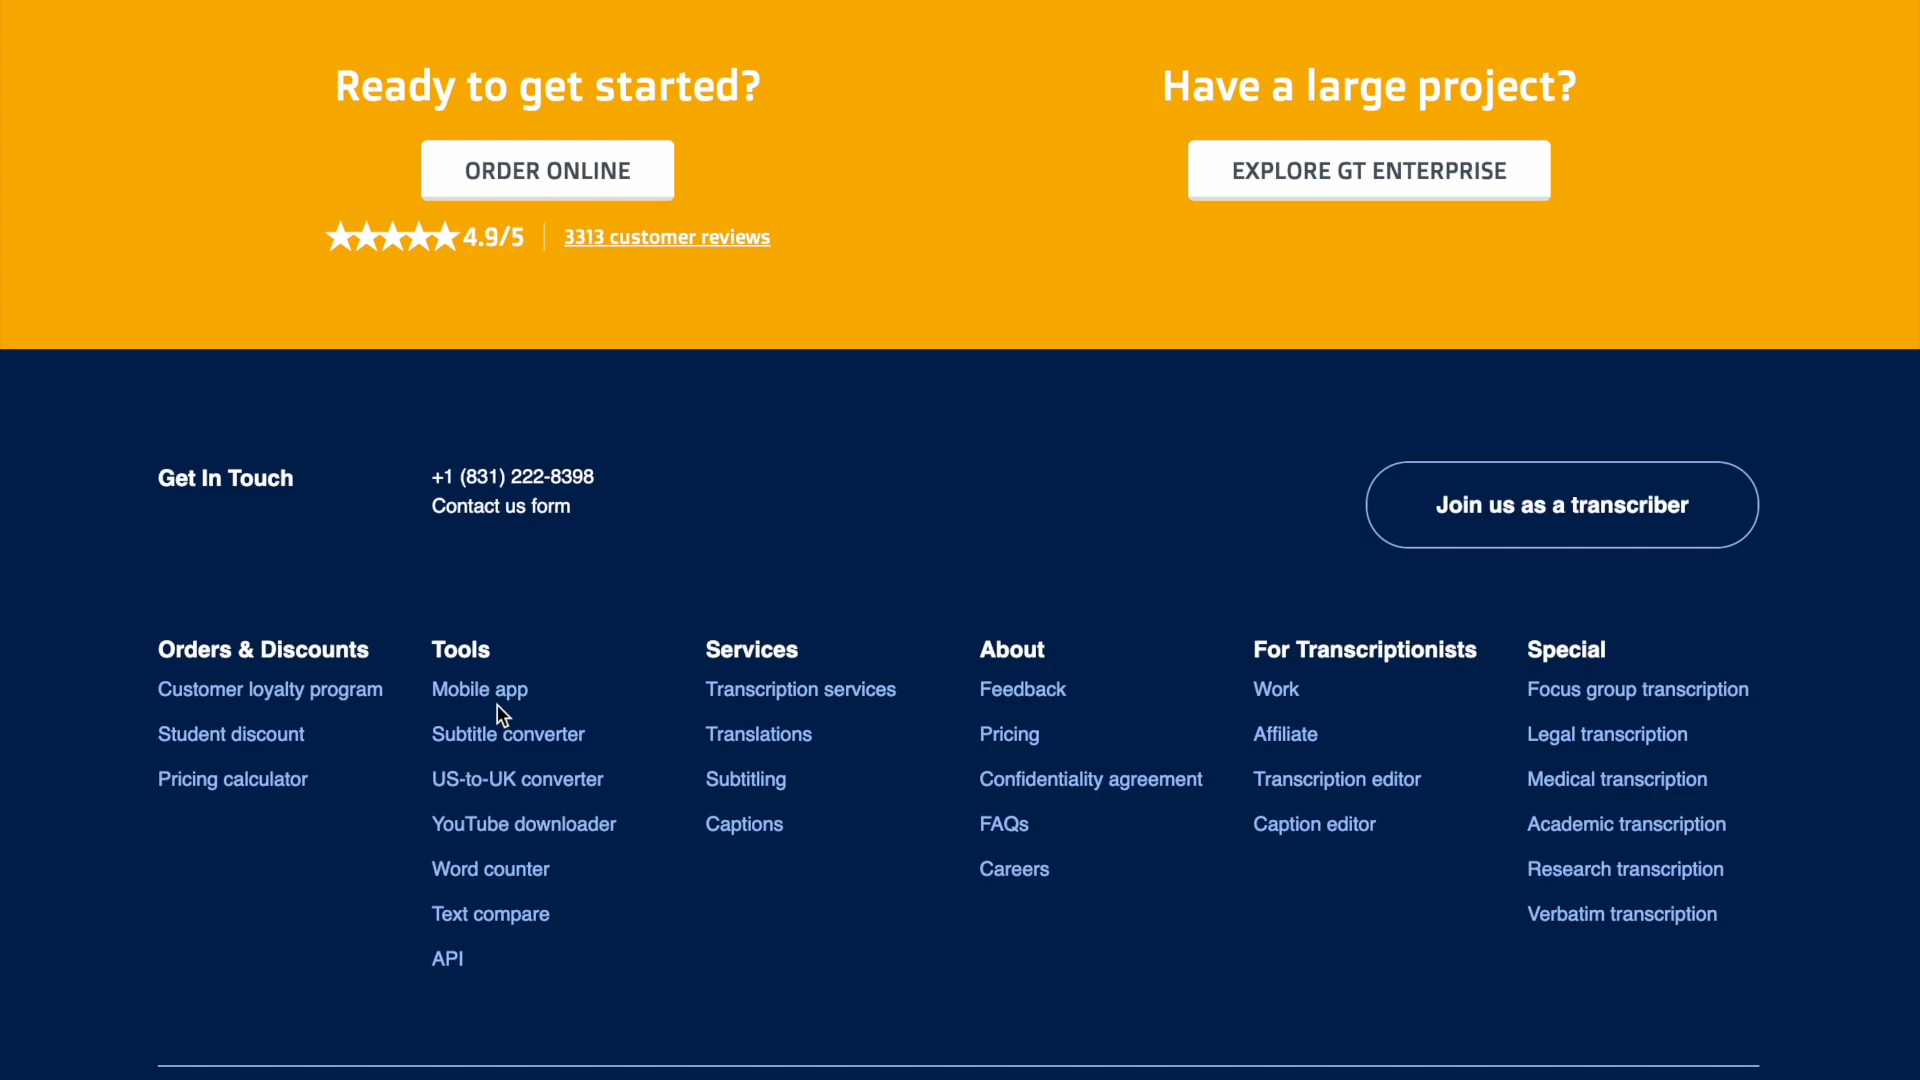 Ready to get started?
ORDER ONLINE
4.9/5
3313 customer reviews
Have a large project?
EXPLORE GT ENTERPRISE
Get In Touch
+1 (831) 222-8398
Contact us form
Join us as a transcriber
Orders & Discounts
Customer loyalty program
Student discount
Pricing calculator
Tools
Mobile app
Subtitle converter
US-to-UK converter
YouTube downloader
Word counter
Text compare
API
Services
Transcription services
Translations
Subtitling
Captions
About
Feedback
Pricing
Confidentiality agreement
FAQs
Careers
For Transcriptionists
Work
Affiliate
Transcription editor
Caption editor
Special
Focus group transcription
Legal transcription
Medical transcription
Academic transcription
Research transcription
Verbatim transcription